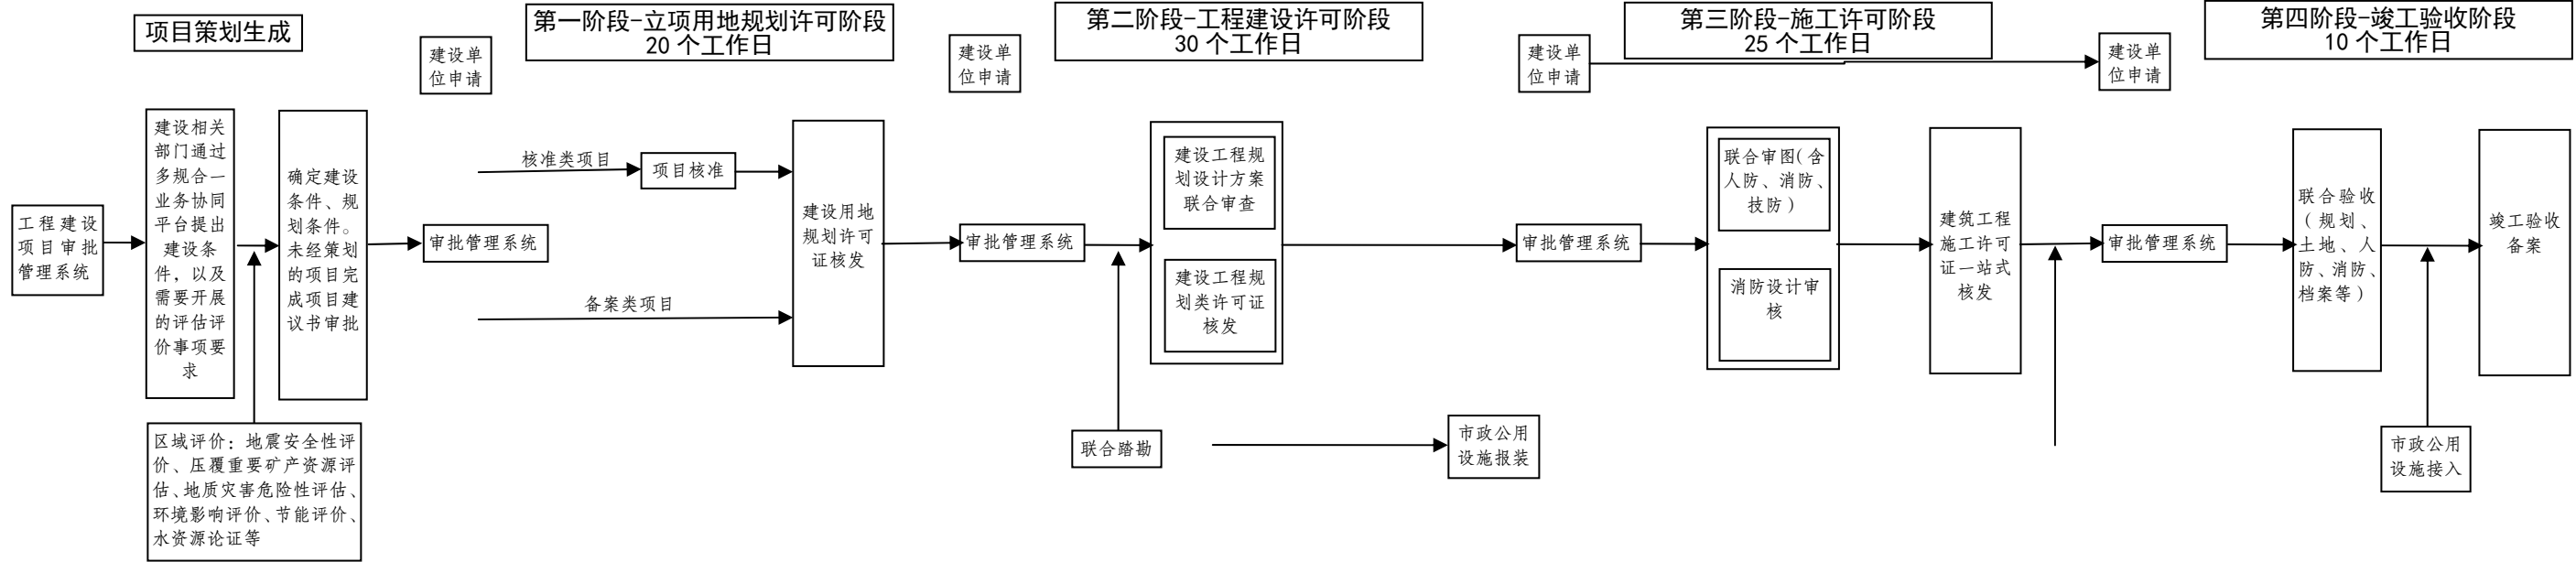 项目策划生成
建设单
位申请
第一阶段-立项用地规划许可阶段
20 个工作日
建设单
位申请
第二阶段-工程建设许可阶段
30 个工作日
建设单
位申请
第三阶段-施工许可阶段
25 个工作日
建设单
位申请
第四阶段-竣工验收阶段
10 个工作日
工程建设
项目审批
管理系统
建设相关
部门通过
多规合一
业务协同
平台提出
建设条
件，以及
需要开展
的评估评
价事项要
求
确定建设
条件、规
划条件。
未经策划
的项目完
成项目建
议书审批
区域评价：地震安全性评
价、压覆重要矿产资源评
估、地质灾害危险性评估、
环境影响评价、节能评价、
水资源论证等
审批管理系统
核准类项目
项目核准
备案类项目
建设用地
规划许可
证核发
审批管理系统
联合踏勘
建设工程规
划设计方案
联合审查
建设工程规
划类许可证
核发
市政公用
设施报装
审批管理系统
联合审图（含
人防、消防、
技防）
消防设计审
核
建筑工程
施工许可
证一站式
核发
审批管理系统
联合验收
（规划、
土地、人
防、消防、
档案等）
市政公用
设施接入
竣工验收
备案